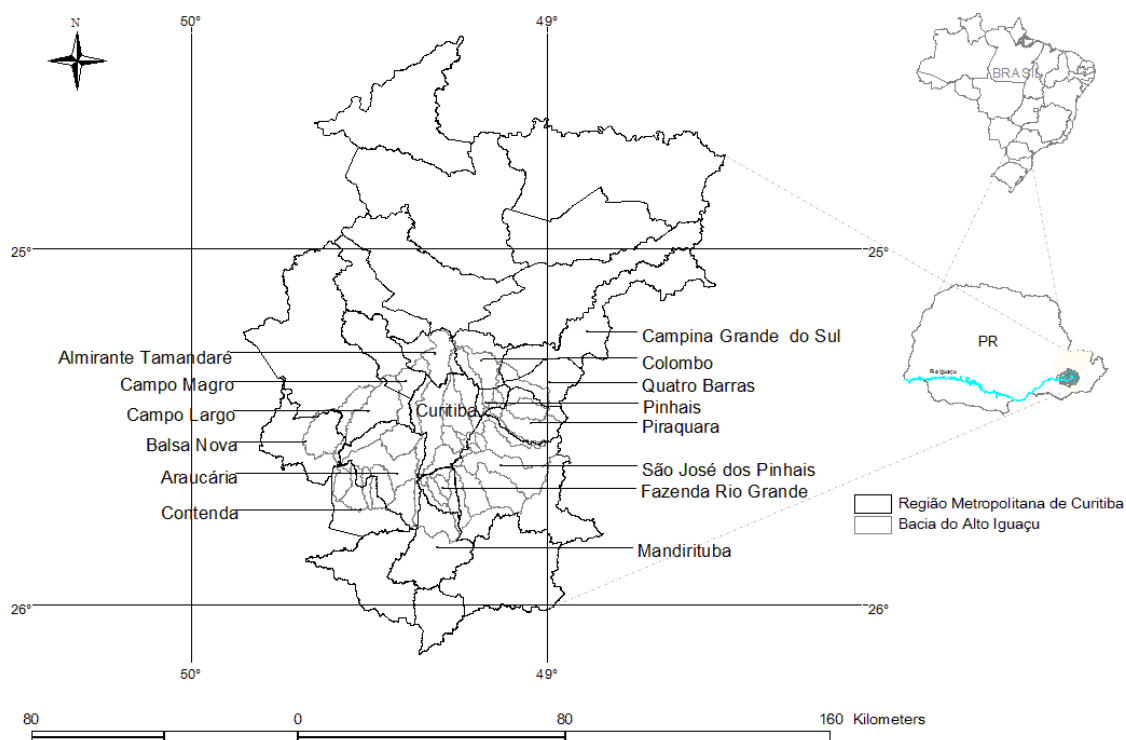 N
50°
49°
BRASIL
25°
25°
Campina Grande do Sul
Almirante Tamandaré
Colombo
PR
Campo Magro
Quatro Barras
Rio Iguaçu
Campo Largo
Curitiba
Pinhais
Piraquara
Balsa Nova
Araucária
São José dos Pinhais
Fazenda Rio Grande
Contenda
Região Metropolitana de Curitiba
Bacia do Alto Iguaçu
Mandirituba
26°
26°
50°
49°
80
0
80
160 Kilometers